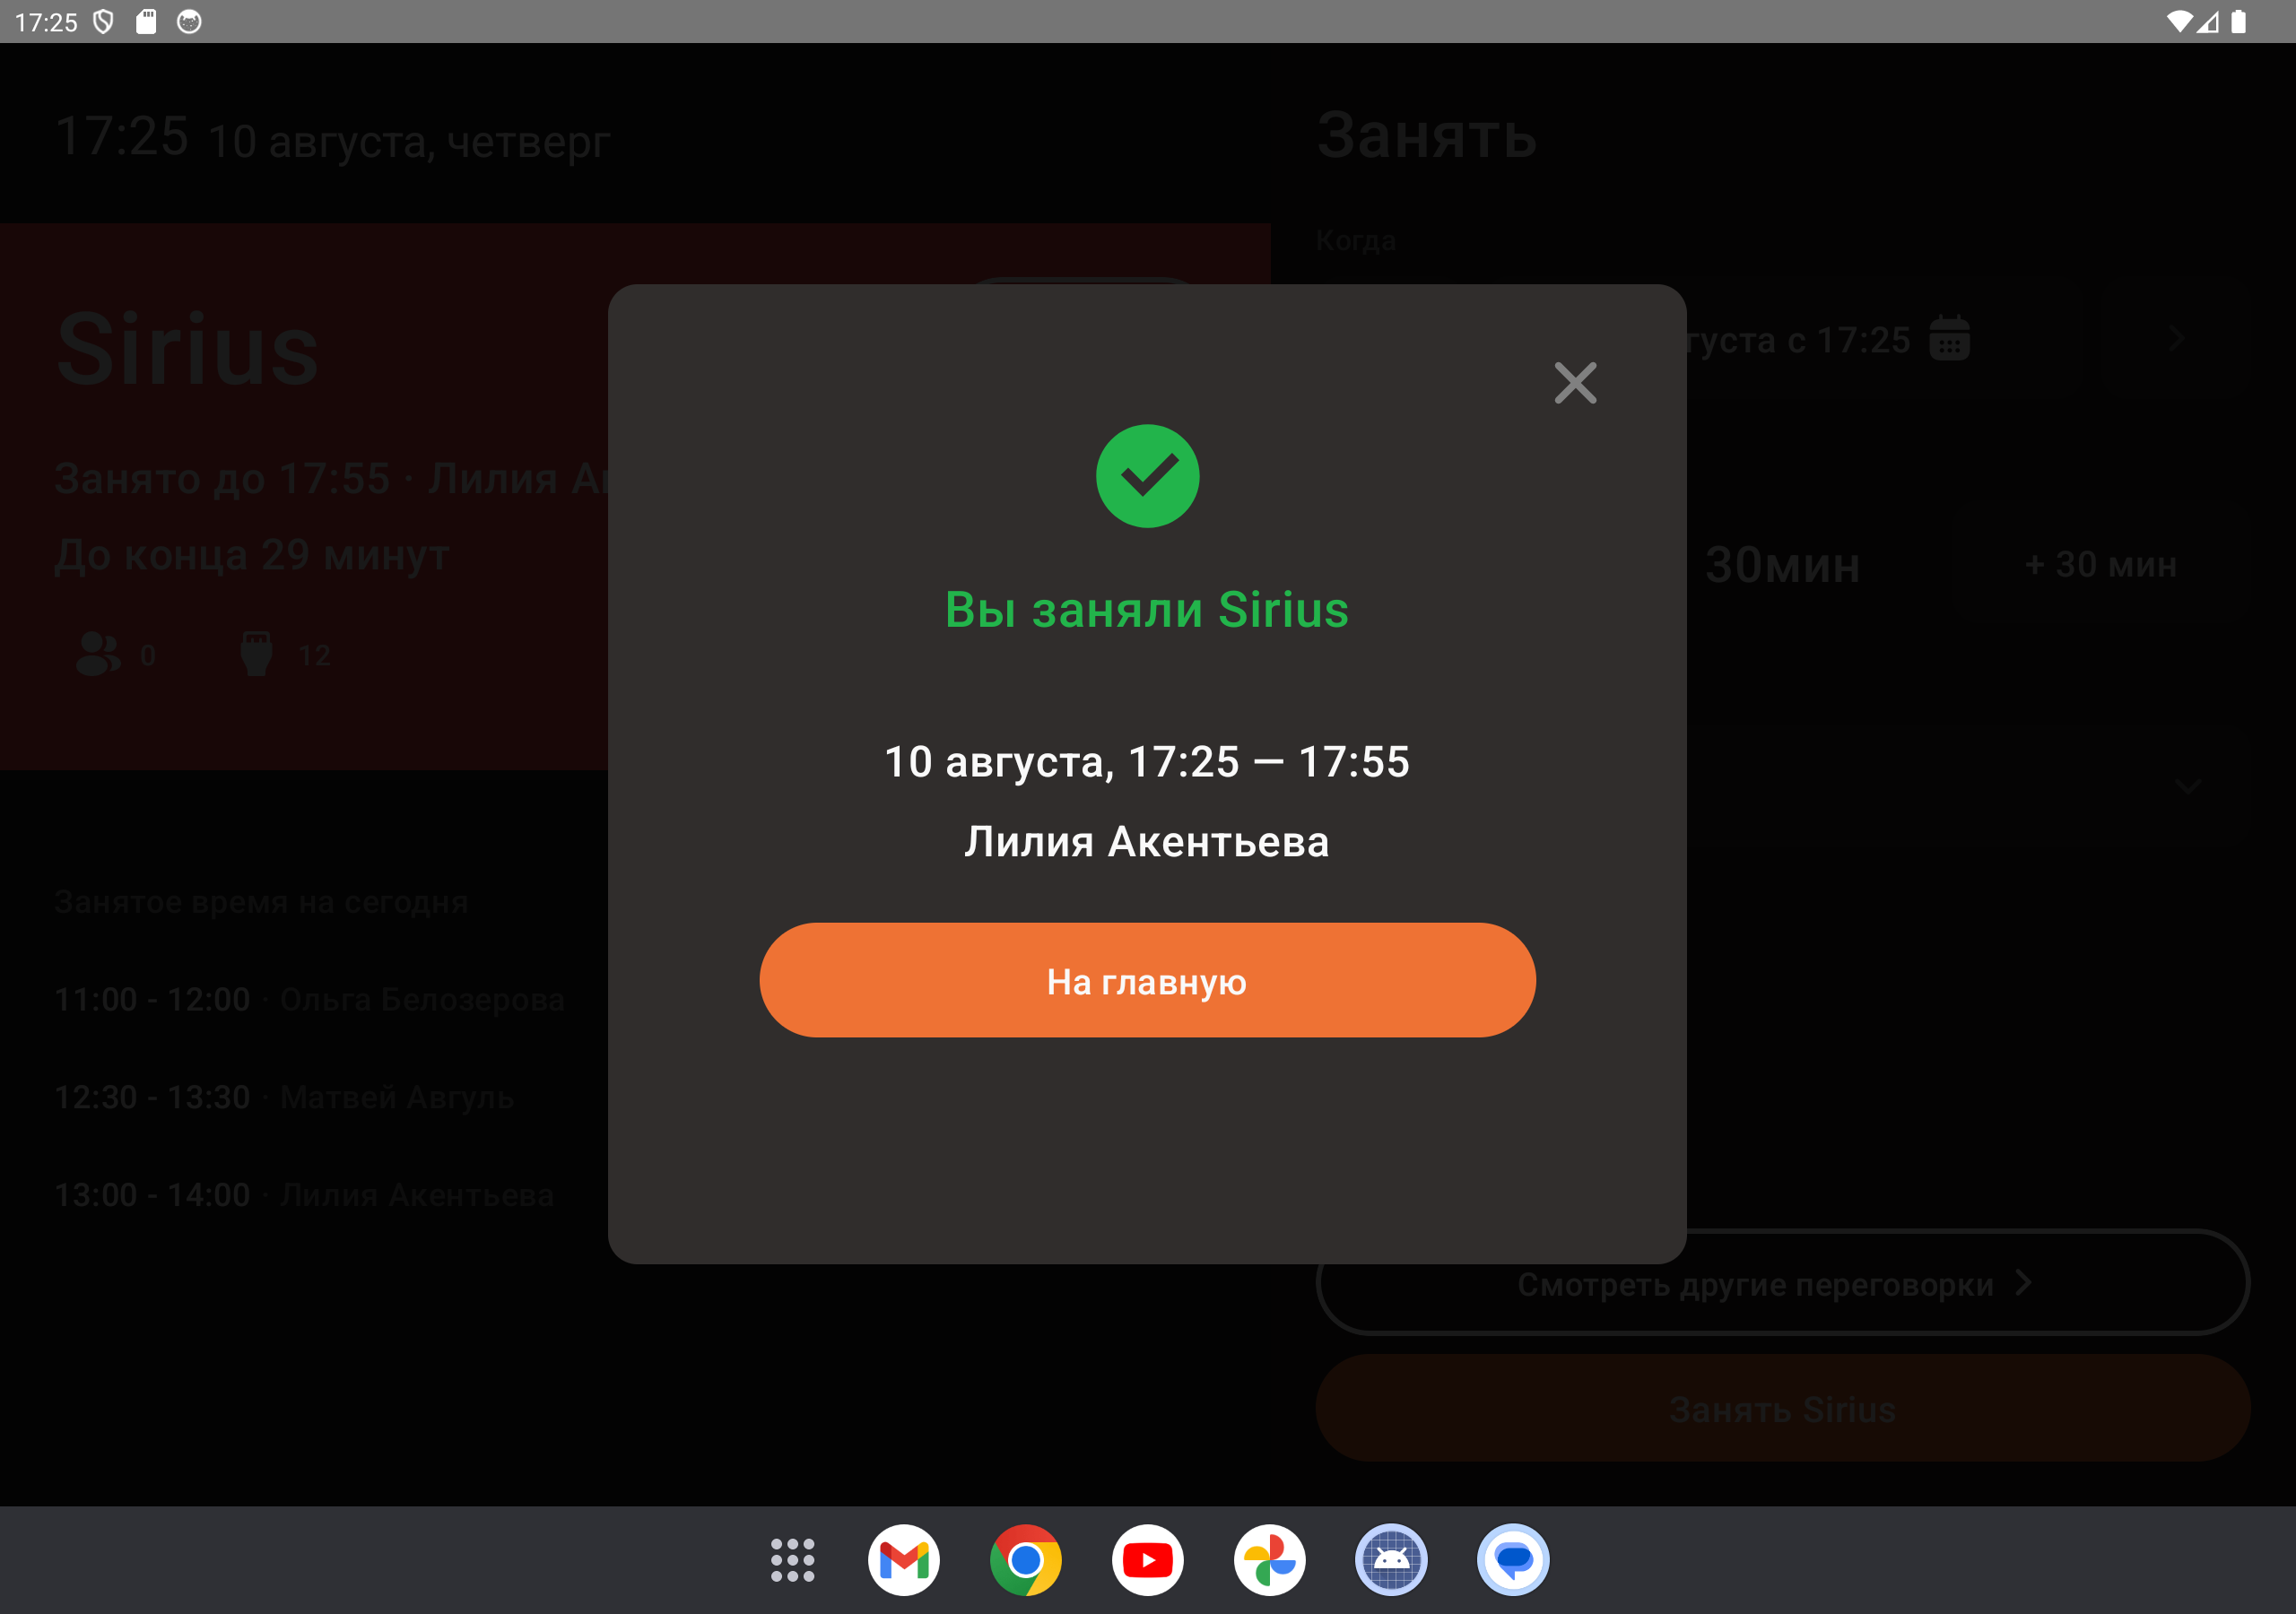 17:25
17:25 10 августа, четверг
Sirius
Занято до 17:55 · Лилия
До конца 29 минут
0 12
Занятое время на сегодня
11:00 - 12:00 · Ольга Белозерова
12:30 - 13:30 · Матвей Авгуль
13:00 - 14:00 · Лилия Акентьева
Вы заняли Sirius
10 августа, 17:25 — 17:55
Лилия Акентьева
На главную
Занять
Когда
густа с 17:25
30мин + 30 мин
Смотреть другие переговорки
Занять Sirius